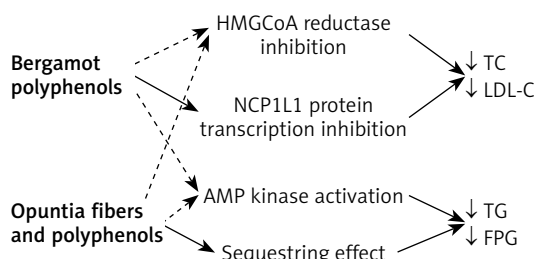 HMGCoA reductase
inhibition
Bergamot
polyphenols
↓ TC
↓ LDL-C
NCP1L1 protein
transcription inhibition
AMP kinase activation
Opuntia fibers
and polyphenols
↓ TG
↓ FPG
Sequestring effect